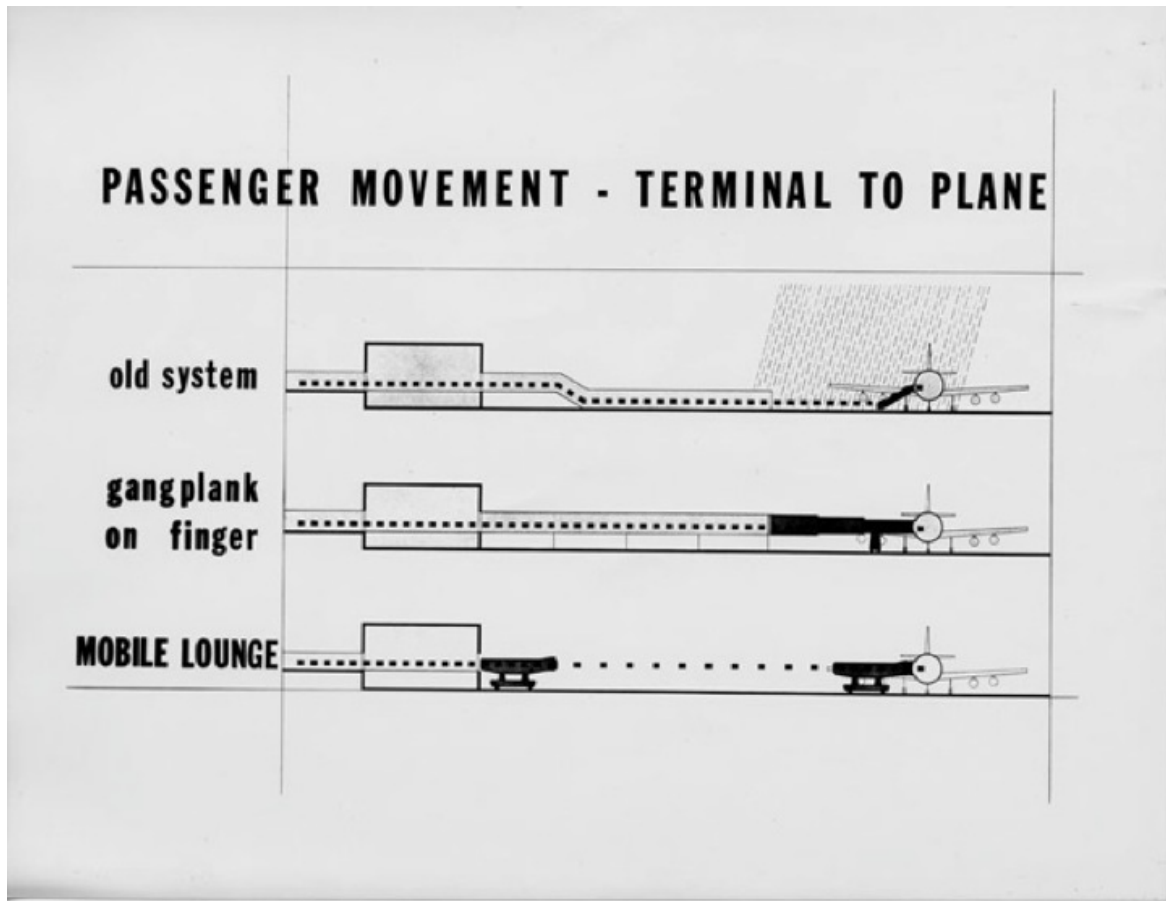 PASSENGER MOVEMENT - TERMINAL TO PLANE
old system
gangplank
on finger
MOBILE LOUNGE